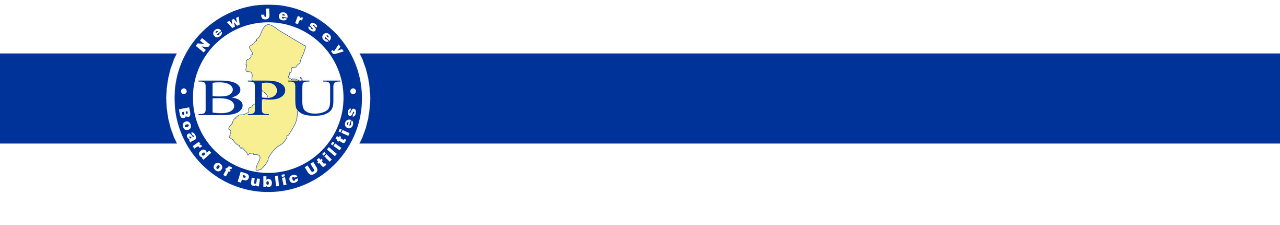 New Jersey
BPU
• Board of Public Utilities •